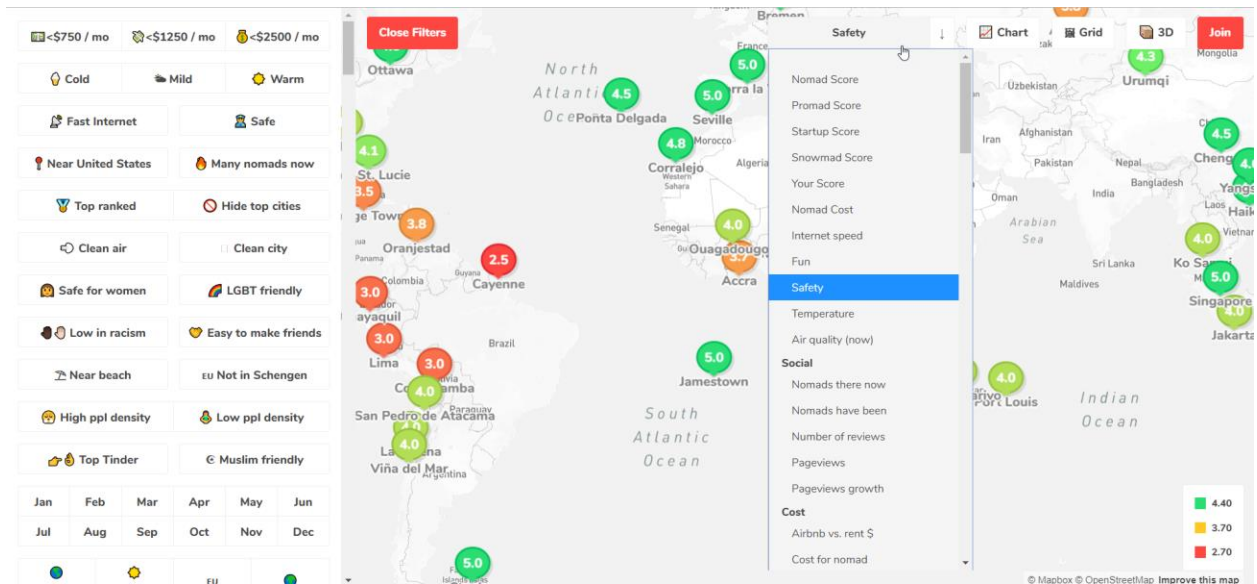 <$750 / mo
<$1250 / mo
<$2500 / mo
Cold
Mild
Warm
Fast Internet
Safe
Near United States
Many nomads now
Top ranked
Hide top cities
Clean air
Clean city
Safe for women
LGBT friendly
Low in racism
Easy to make friends
Near beach
EU Not in Schengen
High ppl density
Low ppl density
Top Tinder
Muslim friendly
Jan Feb Mar Apr May Jun
Jul Aug Sep Oct Nov Dec
EU
Close Filters
Safety
↓
Chart
Grid
3D
Join
Nomad Score
Promad Score
Startup Score
Snowmad Score
Your Score
Nomad Cost
Internet speed
Fun
Safety
Temperature
Air quality (now)
Social
Nomads there now
Nomads have been
Number of reviews
Pageviews
Pageviews growth
Cost
Airbnb vs. rent $
Cost for nomad
Bremen
France
Ottawa
North
Atlantic
Ocean
4.5
Ponta Delgada
5.0
5.0
Seville
4.8
Morocco
Corralejo
Western
Sahara
Algeria
4.1
St. Lucie
3.5
3.8
Oranjestad
Panama
Colombia
Guyana
2.5
Cayenne
Senegal
4.0
Ouagadougou
3.7
Accra
3.0
3.0
Lima
Brazil
3.0
4.0
San Pedro de Atacama
Paraguay
4.0
4.0
Viña del Mar
Argentina
5.0
Jamestown
South
Atlantic
Ocean
5.0
4.3
Urumqi
Mongolia
Uzbekistan
Iran
Afghanistan
Pakistan
Nepal
4.5
Bangladesh
India
Laos
Vietnam
Oman
Arabian
Sea
4.0
Sri Lanka
Maldives
5.0
Singapore
4.0
Jakarta
4.0
Port Louis
Indian
Ocean
4.40
3.70
2.70
© Mapbox © OpenStreetMap Improve this map